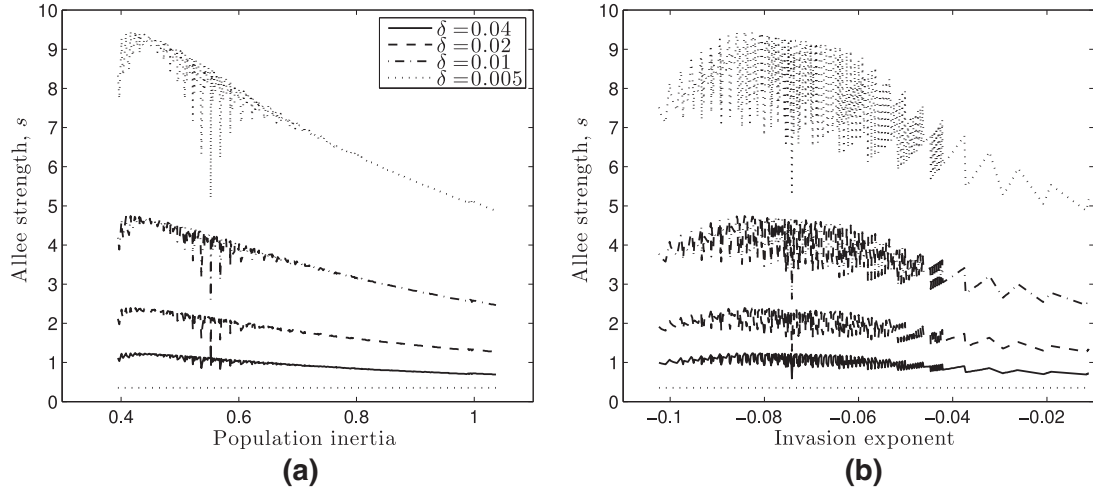 10
9
8
7
6
5
4
3
2
1
0
Allee strength, s
0.4 0.6 0.8 1
Population inertia
δ = 0.04
δ = 0.02
δ = 0.01
δ = 0.005
(a)
10
9
8
7
6
5
4
3
2
1
0
Allee strength, s
−0.1 −0.08 −0.06 −0.04 −0.02
Invasion exponent
(b)